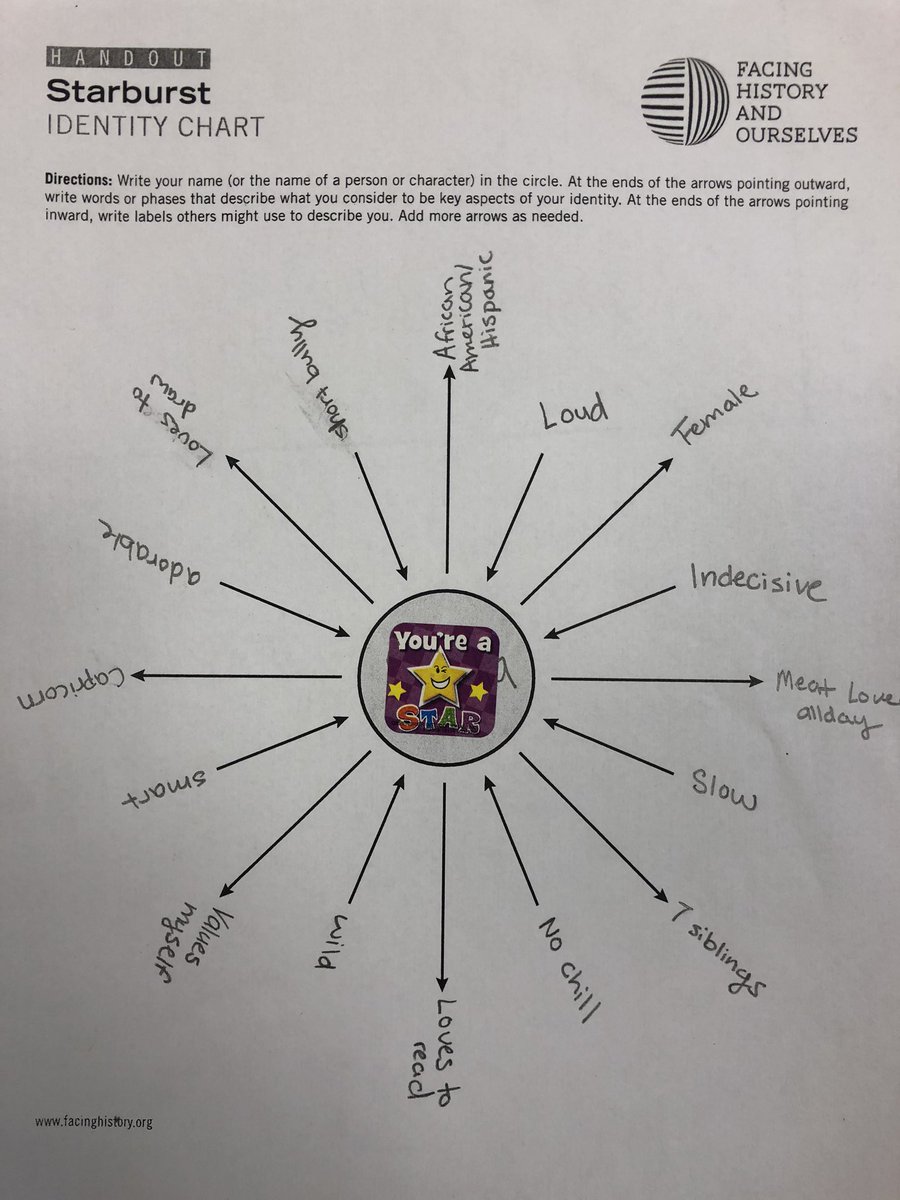 HANDOUT
Starburst
IDENTITY CHART
FACING
HISTORY
AND
OURSELVES
Directions: Write your name (or the name of a person or character) in the circle. At the ends of the arrows pointing outward,
write words or phases that describe what you consider to be key aspects of your identity. At the ends of the arrows pointing
inward, write labels others might use to describe you. Add more arrows as needed.
African
American/
Hispanic
Loud
Female
Indecisive
Meat Love
allday
Slow
7 siblings
No chill
Loves to
read
Wild
Values
myself
smart
Capricorn
adorable
Loves to
draw
short bully
You're a
STAR
www.facinghistory.org